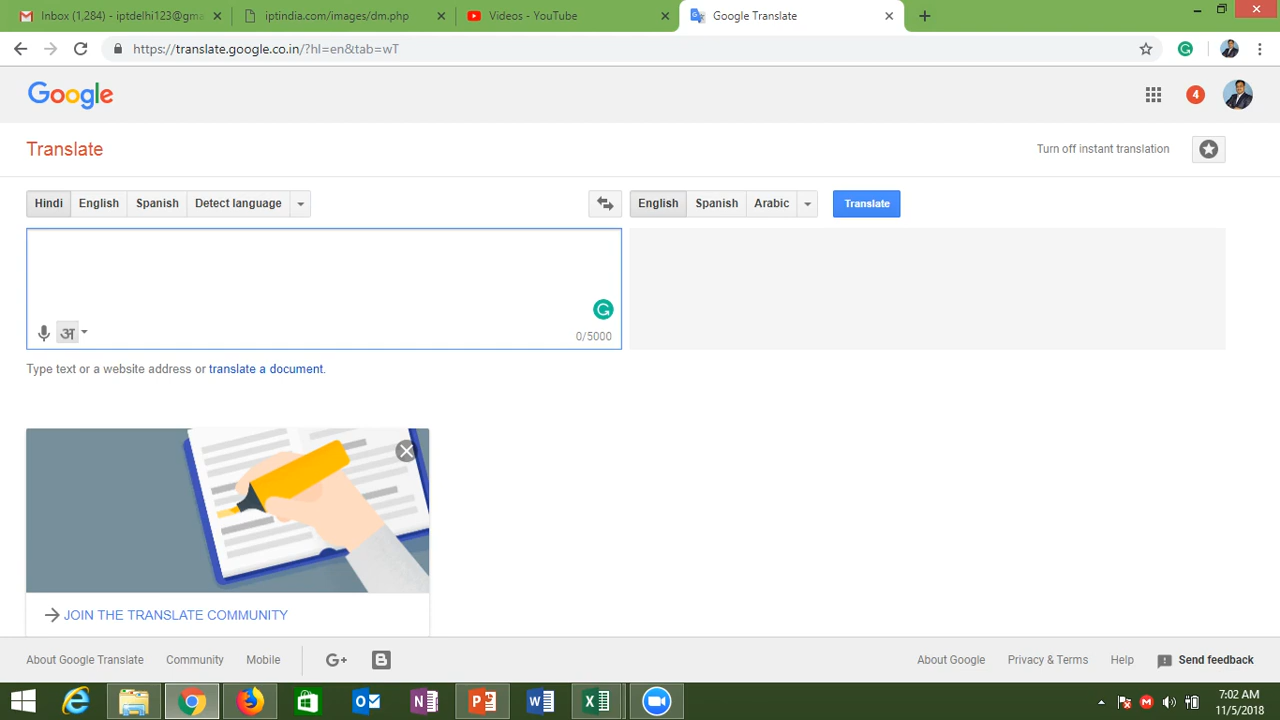 Inbox (1,284) - iptdelhi123@gma
iptindia.com/images/dm.php
Videos - YouTube
Google Translate
https://translate.google.co.in/?hl=en&tab=wT
Google
4
Translate
Turn off instant translation
Hindi English Spanish Detect language
English Spanish Arabic
Translate
अ
0/5000
Type text or a website address or translate a document.
JOIN THE TRANSLATE COMMUNITY
About Google Translate Community Mobile
G+
About Google Privacy & Terms Help Send feedback
7:02 AM
11/5/2018